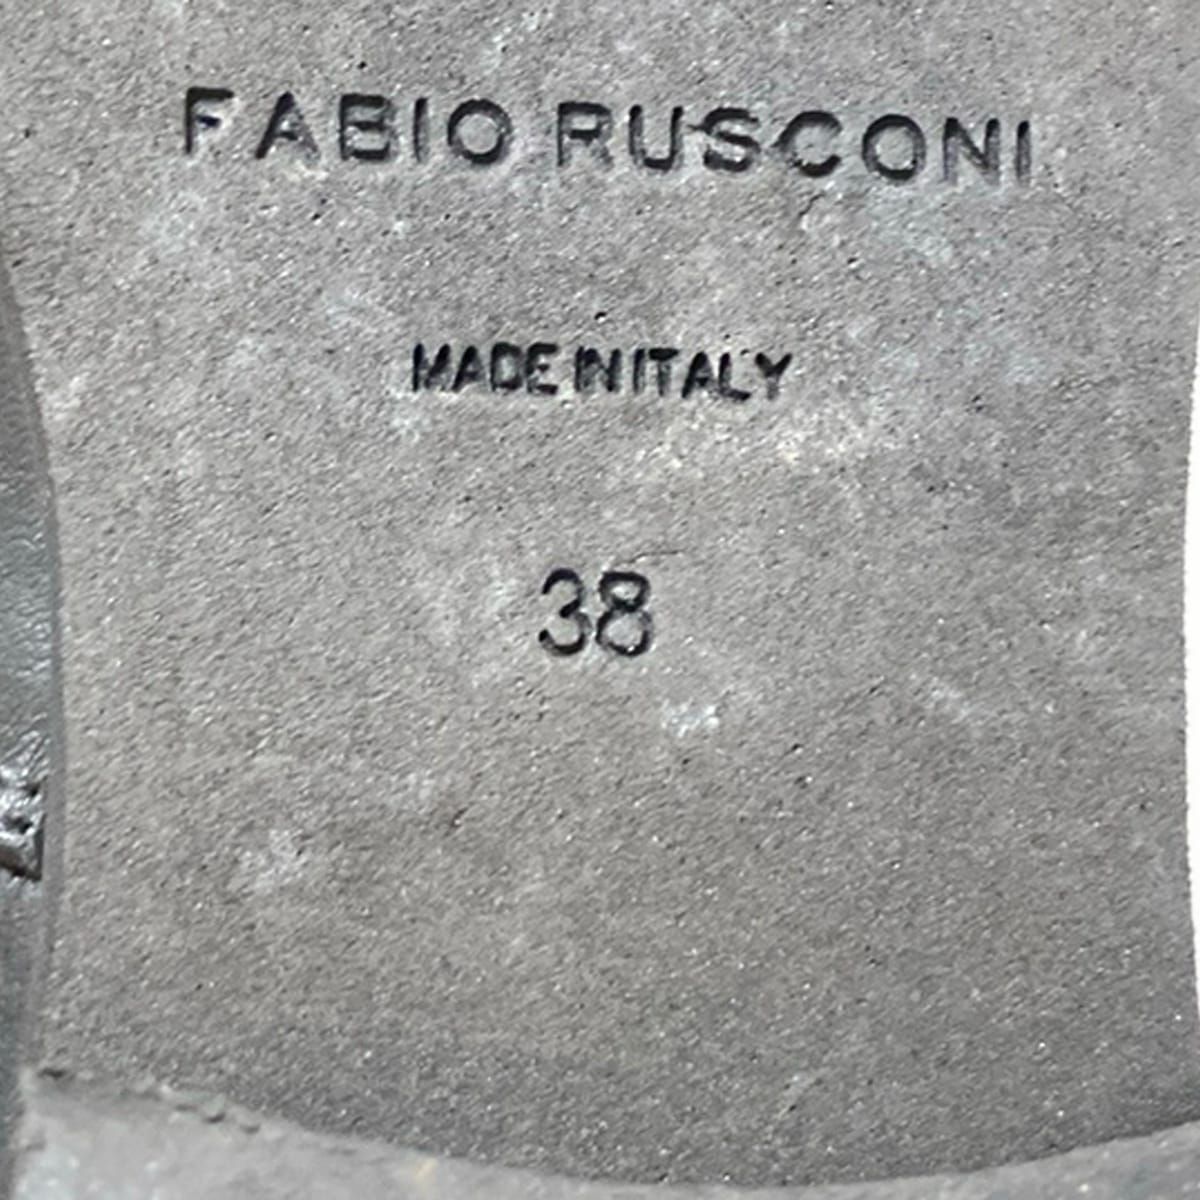 FABIO RUSCONI
MADE IN ITALY
38